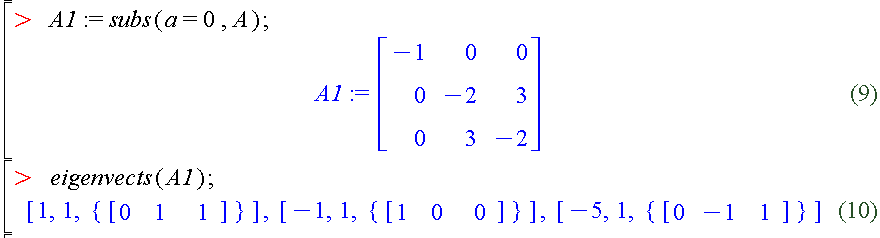 > A1 := subs(a = 0 , A);
A1 := [ −1 0 0
0 −2 3
0 3 −2 ] (9)
> eigenvects(A1);
[1, 1, {[0 1 1]}], [−1, 1, {[1 0 0]}], [−5, 1, {[0 −1 1]}] (10)